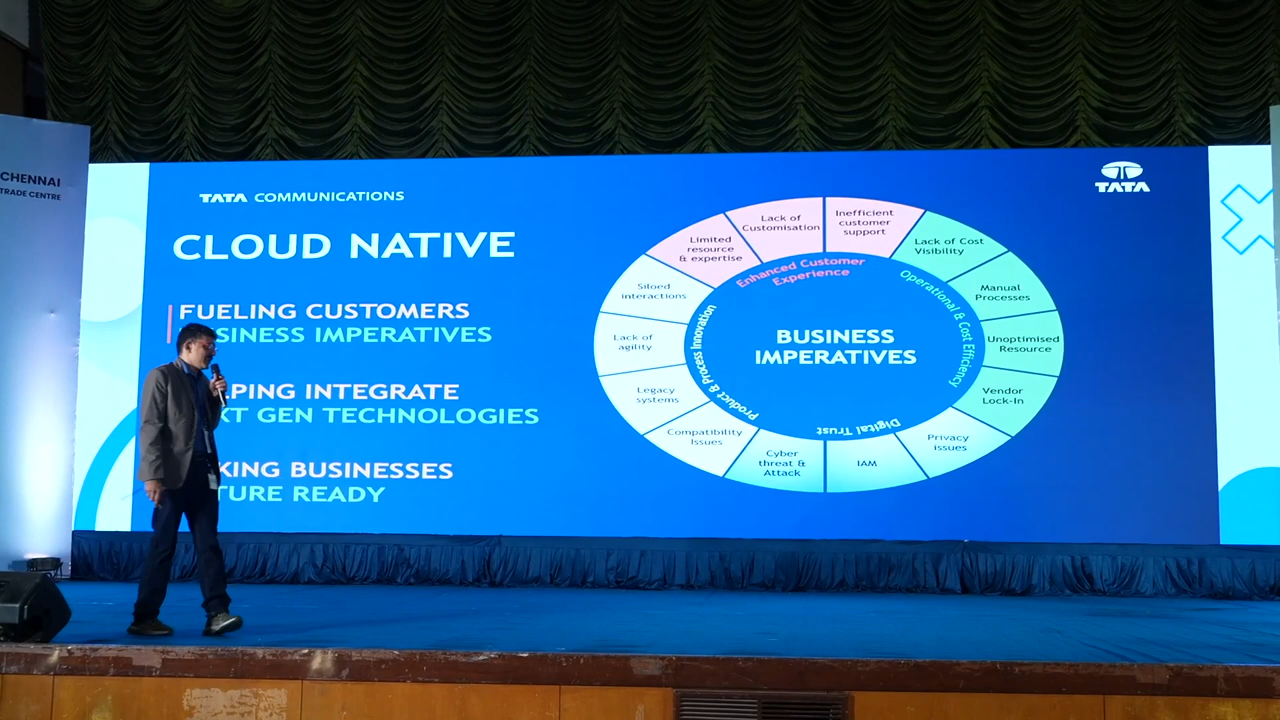 CHENNAI
TRADE CENTRE
TATA COMMUNICATIONS
CLOUD NATIVE
FUELING CUSTOMERS
SINESS IMPERATIVES
PING INTEGRATE
XT GEN TECHNOLOGIES
KING BUSINESSES
TURE READY
TATA
Lack of
Customisation
Inefficient
customer
support
Lack of Cost
Visibility
Manual
Processes
Unoptimised
Resource
Vendor
Lock-In
Privacy
issues
IAM
Cyber
threat &
Attack
Compatibility
Issues
Legacy
systems
Lack of
agility
Siloed
interactions
Limited
resource
& expertise
Enhanced Customer
Experience
Operational & Cost Efficiency
Digital Trust
Product & Process Innovation
BUSINESS
IMPERATIVES